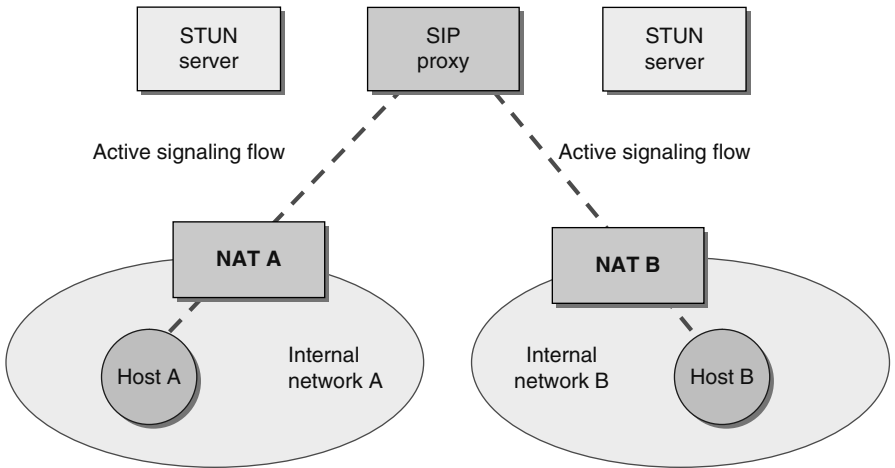 STUN
server
SIP
proxy
STUN
server
Active signaling flow
Active signaling flow
NAT A
NAT B
Host A
Internal
network A
Internal
network B
Host B